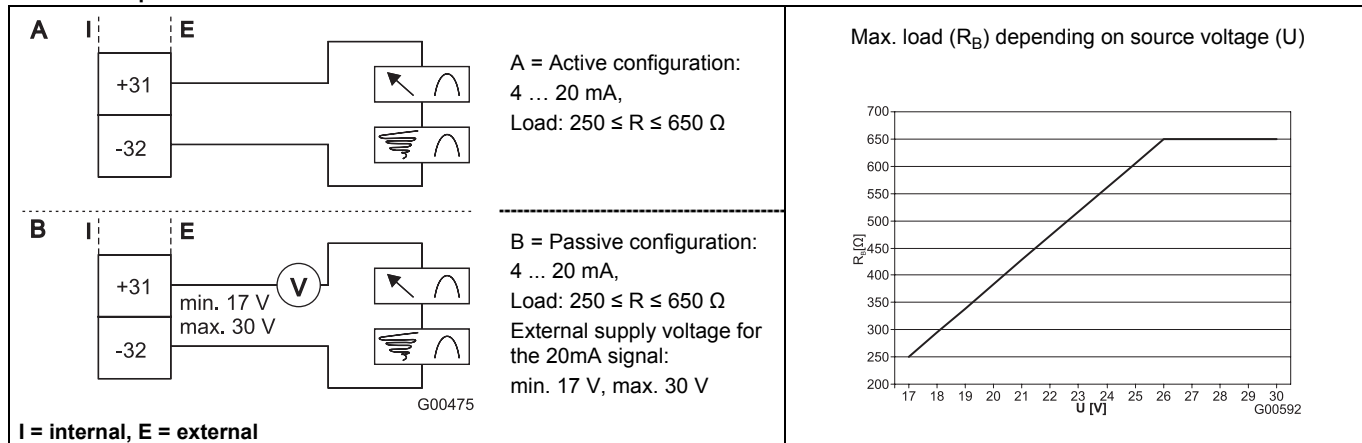 A I E
+31
-32
A = Active configuration:
4 … 20 mA,
Load: 250 ≤ R ≤ 650 Ω
B I E
+31
-32
V
min. 17 V
max. 30 V
G00475
B = Passive configuration:
4 ... 20 mA,
Load: 250 ≤ R ≤ 650 Ω
External supply voltage for
the 20mA signal:
min. 17 V, max. 30 V
I = internal, E = external
Max. load (RB) depending on source voltage (U)
700
650
600
550
500
450
400
350
300
250
200
RB[Ω]
17 18 19 20 21 22 23 24 25 26 27 28 29 30
U [V]
G00592